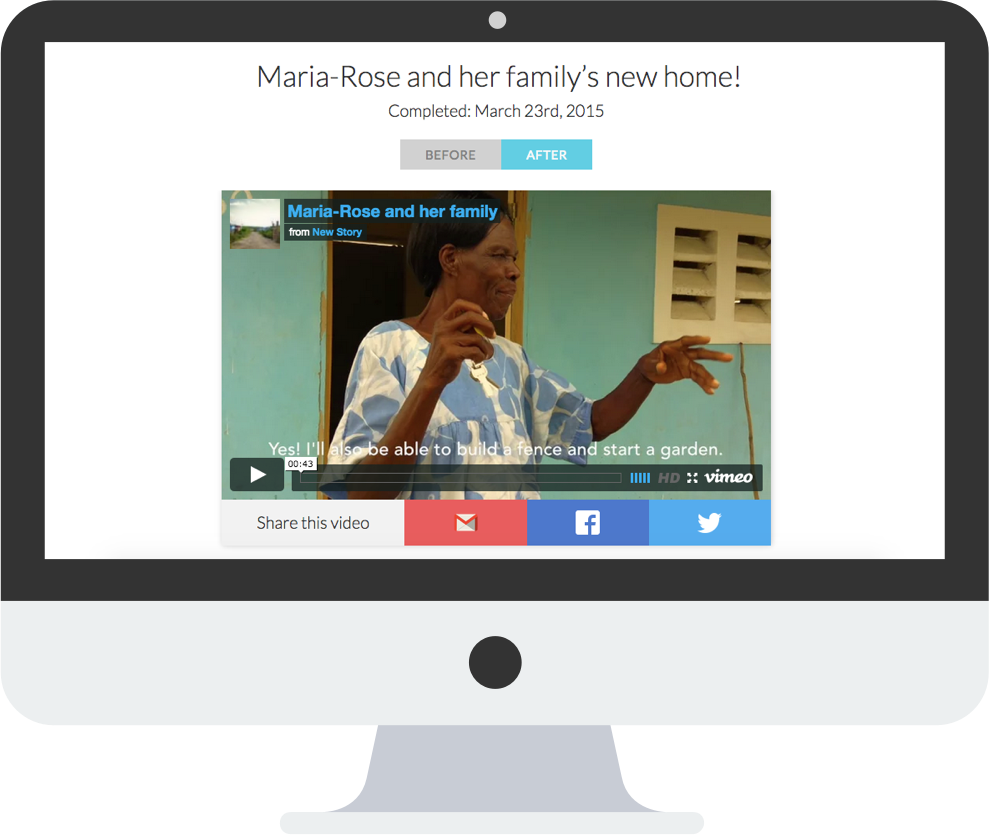 Maria-Rose and her family’s new home!
Completed: March 23rd, 2015
BEFORE AFTER
Maria-Rose and her family
from New Story
Yes! I'll also be able to build a fence and start a garden.
00:43
HD vimeo
Share this video